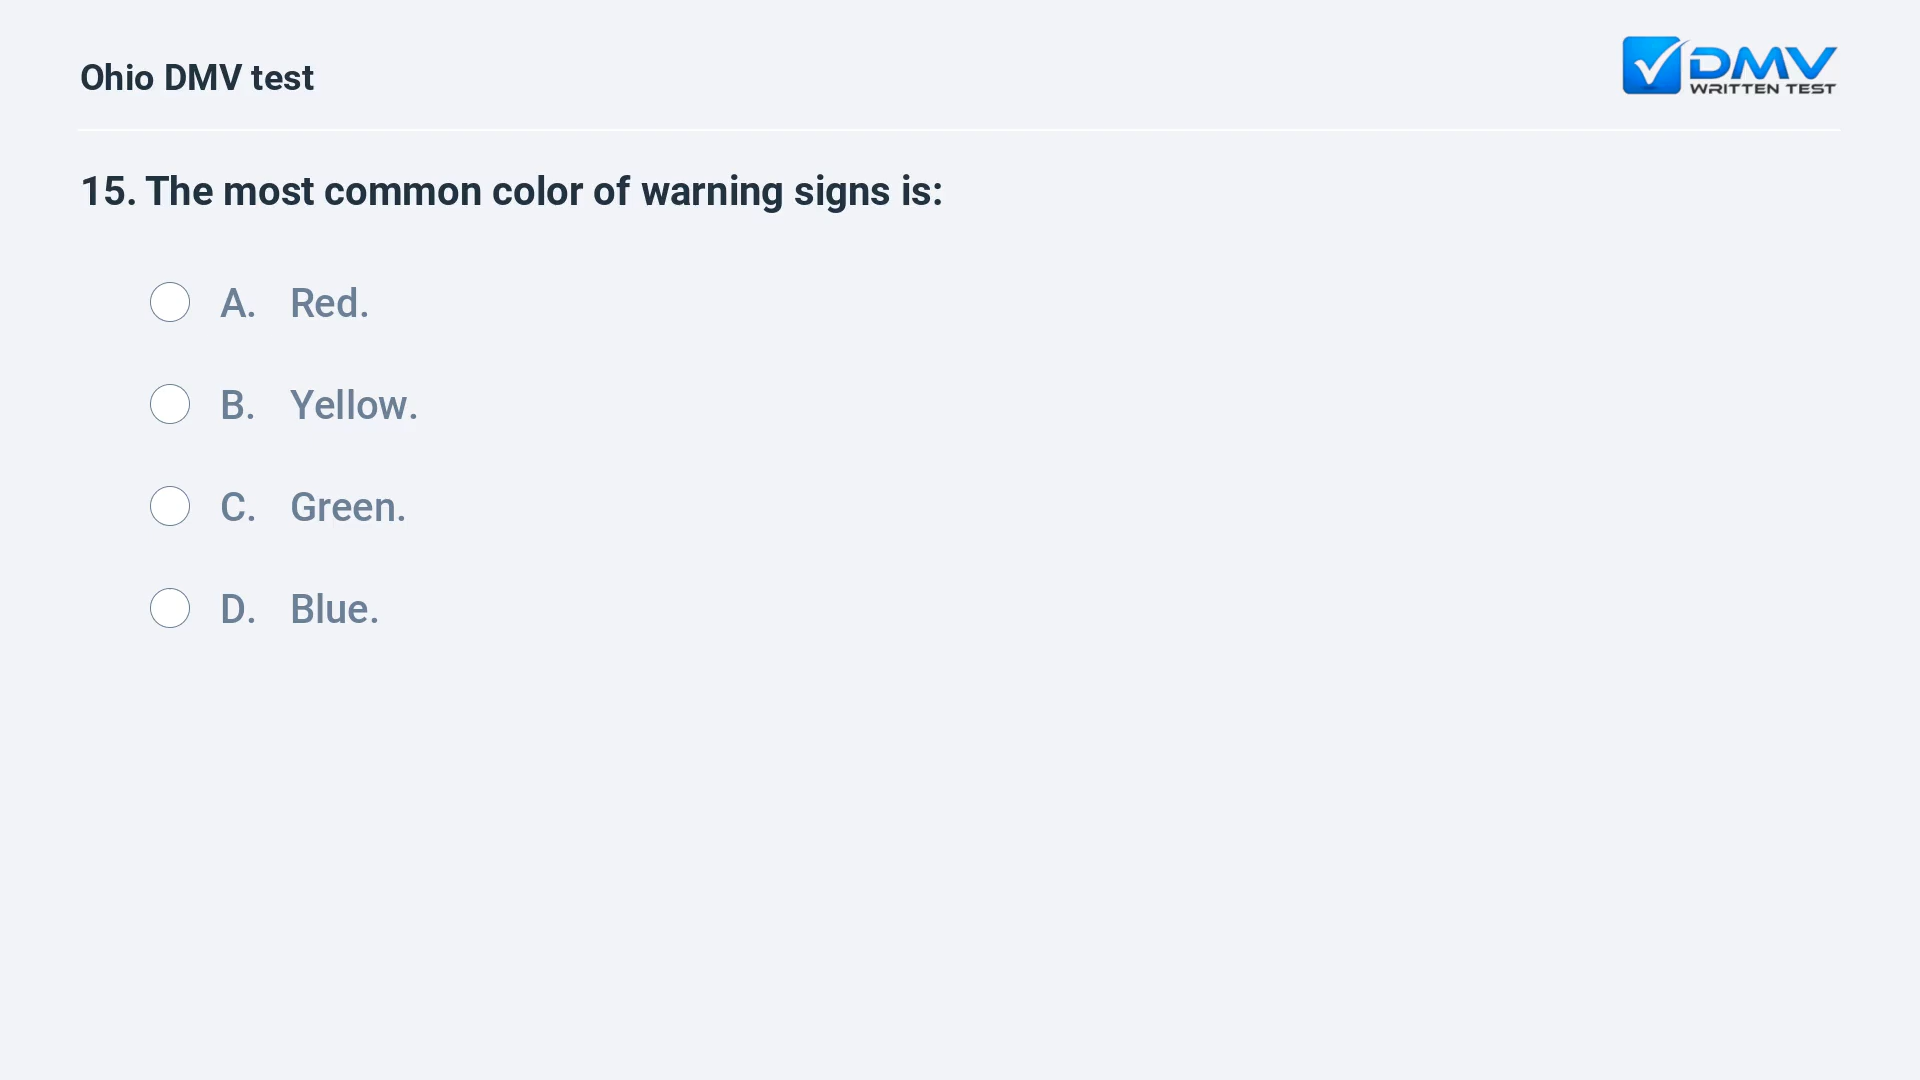 Ohio DMV test
DMV
WRITTEN TEST
15. The most common color of warning signs is:
A. Red.
B. Yellow.
C. Green.
D. Blue.